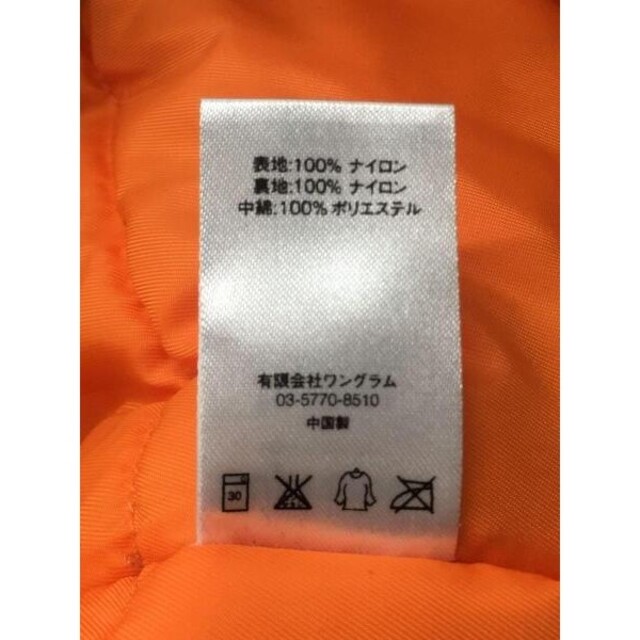 表地:100% ナイロン
裏地:100% ナイロン
中綿:100% ポリエステル
有限会社ワングラム
03-5770-8510
中国製
30